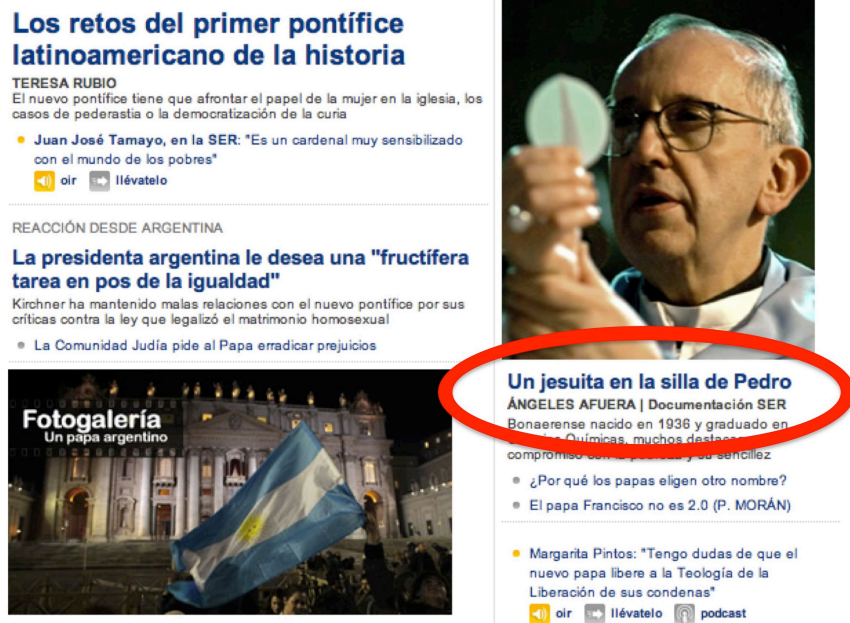 Los retos del primer pontífice
latinoamericano de la historia
TERESA RUBIO
El nuevo pontífice tiene que afrontar el papel de la mujer en la iglesia, los
casos de pederastia o la democratización de la curia
Juan José Tamayo, en la SER: "Es un cardenal muy sensibilizado
con el mundo de los pobres"
oir llévatelo
REACCIÓN DESDE ARGENTINA
La presidenta argentina le desea una "fructífera
tarea en pos de la igualdad"
Kirchner ha mantenido malas relaciones con el nuevo pontífice por sus
críticas contra la ley que legalizó el matrimonio homosexual
La Comunidad Judía pide al Papa erradicar prejuicios
Fotogalería
Un papa argentino
Un jesuita en la silla de Pedro
ÁNGELES AFUERA | Documentación SER
Bonaerense nacido en 1936 y graduado en
Químicas, muchos
compromiso con la pobreza y su sencillez
¿Por qué los papas eligen otro nombre?
El papa Francisco no es 2.0 (P. MORÁN)
Margarita Pintos: "Tengo dudas de que el
nuevo papa libere a la Teología de la
Liberación de sus condenas"
oir llévatelo podcast